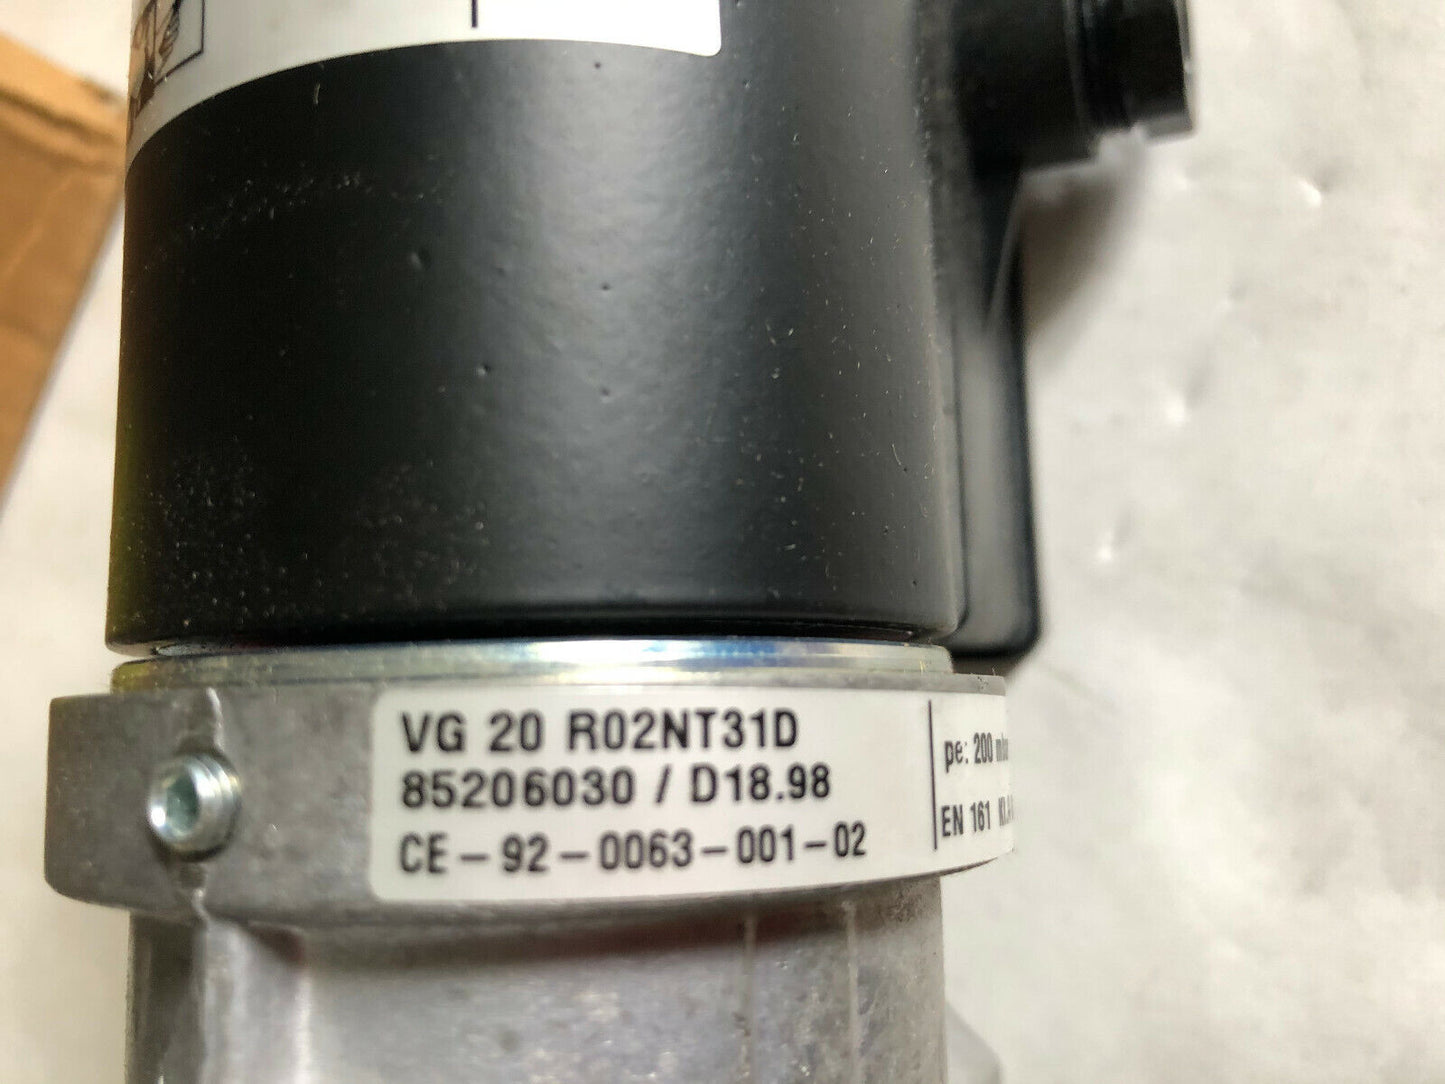 VG 20 R02NT31D
85206030 / D18.98
CE-92-0063-001-02
pe: 200
EN 161